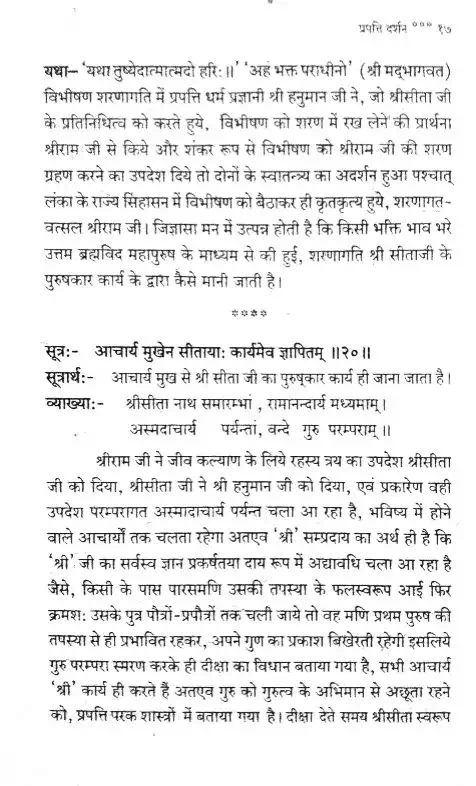 प्रपत्ति दर्शन *** १७
यथा– ‘यथा तुष्येदात्मात्मदो हरिः॥’ ‘अहं भक्त पराधीनो’ (श्री मद्भागवत)
विभीषण शरणागति में प्रपत्ति धर्म प्रज्ञानी श्री हनुमान जी ने, जो श्रीसीता जी
के प्रतिनिधित्व को करते हुये, विभीषण को शरण में रख लेने की प्रार्थना
श्रीराम जी से किये और शंकर रूप से विभीषण को श्रीराम जी की शरण
ग्रहण करने का उपदेश दिये तो दोनों के स्वातन्त्र्य का अदर्शन हुआ पश्चात्
लंका के राज्य सिंहासन में विभीषण को बैठाकर ही कृतकृत्य हुये, शरणागत-
वत्सल श्रीराम जी। जिज्ञासा मन में उत्पन्न होती है कि किसी भक्ति भाव भरे
उत्तम ब्रह्मविद महापुरुष के माध्यम से की हुई, शरणागति श्री सीताजी के
पुरुषकार कार्य के द्वारा कैसे मानी जाती है।
****
सूत्र:- आचार्य मुखेन सीतायाः कार्यमेव ज्ञापितम् ॥२०॥
सूत्रार्थ:- आचार्य मुख से श्री सीता जी का पुरुषकार कार्य ही जाना जाता है।
व्याख्या:- श्रीसीता नाथ समारम्भां , रामानन्दार्य मध्यमाम्।
अस्मदाचार्य पर्यन्तां, वन्दे गुरु परम्पराम् ॥
श्रीराम जी ने जीव कल्याण के लिये रहस्य त्रय का उपदेश श्रीसीता
जी को दिया, श्रीसीता जी ने श्री हनुमान जी को दिया, एवं प्रकारेण वही
उपदेश परम्परागत अस्मादाचार्य पर्यन्त चला आ रहा है, भविष्य में होने
वाले आचार्यों तक चलता रहेगा अतएव ‘श्री’ सम्प्रदाय का अर्थ ही है कि
‘श्री’ जी का सर्वस्व ज्ञान प्रकर्षतया दाय रूप में अद्यावधि चला आ रहा है
जैसे, किसी के पास पारसमणि उसकी तपस्या के फलस्वरूप आई फिर
क्रमश: उसके पुत्र पौत्रों-प्रपौत्रों तक चली जाये तो वह मणि प्रथम पुरुष की
तपस्या से ही प्रभावित रहकर, अपने गुण का प्रकाश बिखेरती रहेगी इसलिये
गुरु परम्परा स्मरण करके ही दीक्षा का विधान बताया गया है, सभी आचार्य
‘श्री’ कार्य ही करते हैं अतएव गुरु को गुरुत्व के अभिमान से अछूता रहने
को, प्रपत्ति परक शास्त्रों में बताया गया है। दीक्षा देते समय श्रीसीता स्वरूप